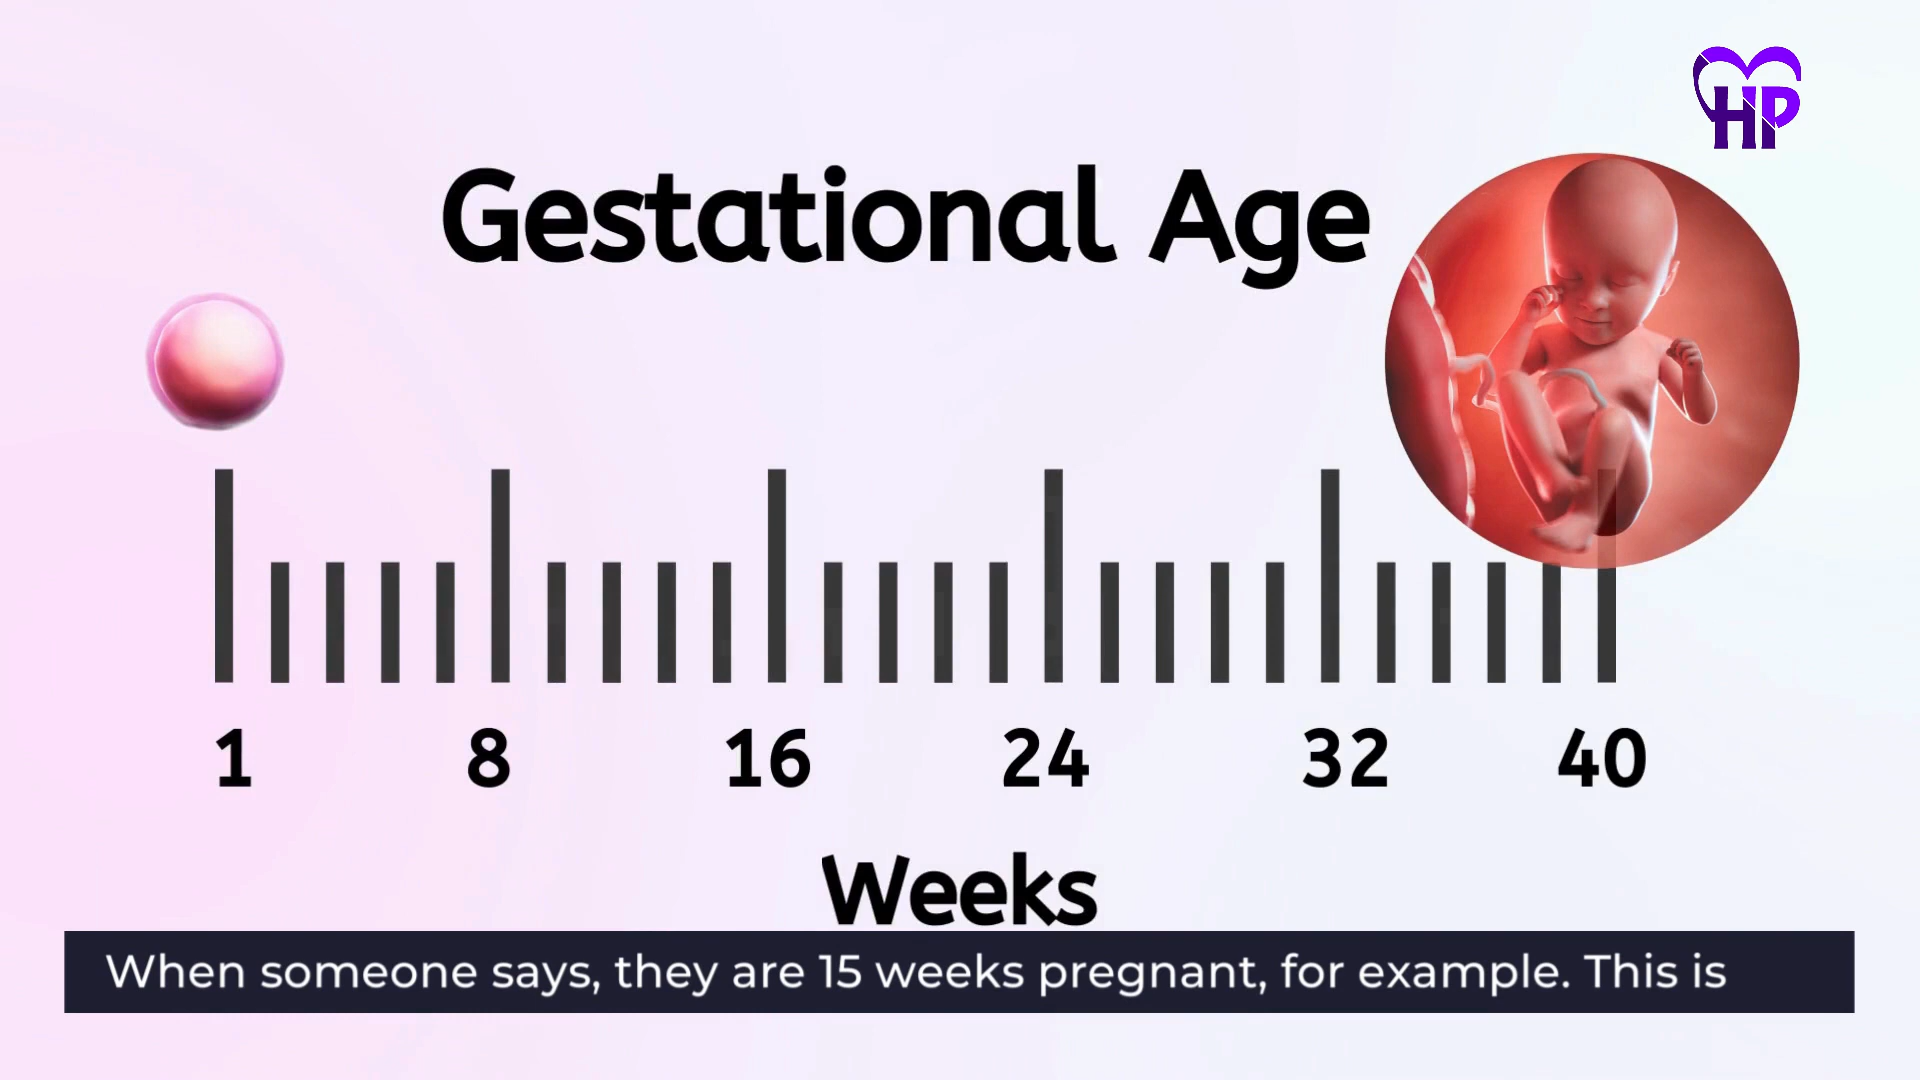 HP
Gestational Age
1 8 16 24 32 40
Weeks
When someone says, they are 15 weeks pregnant, for example. This is